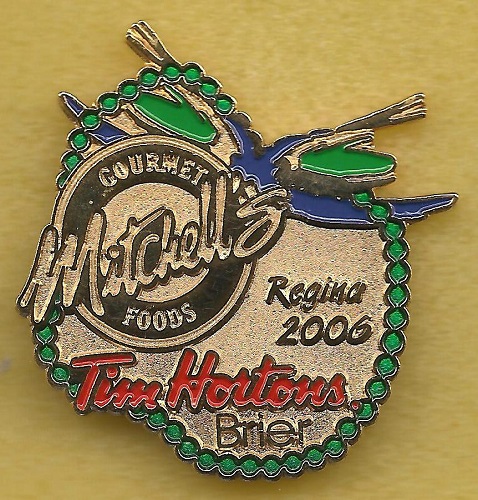 GOURMET
Mitchell's
FOODS
Regina
2006
Tim Hortons.
Brier